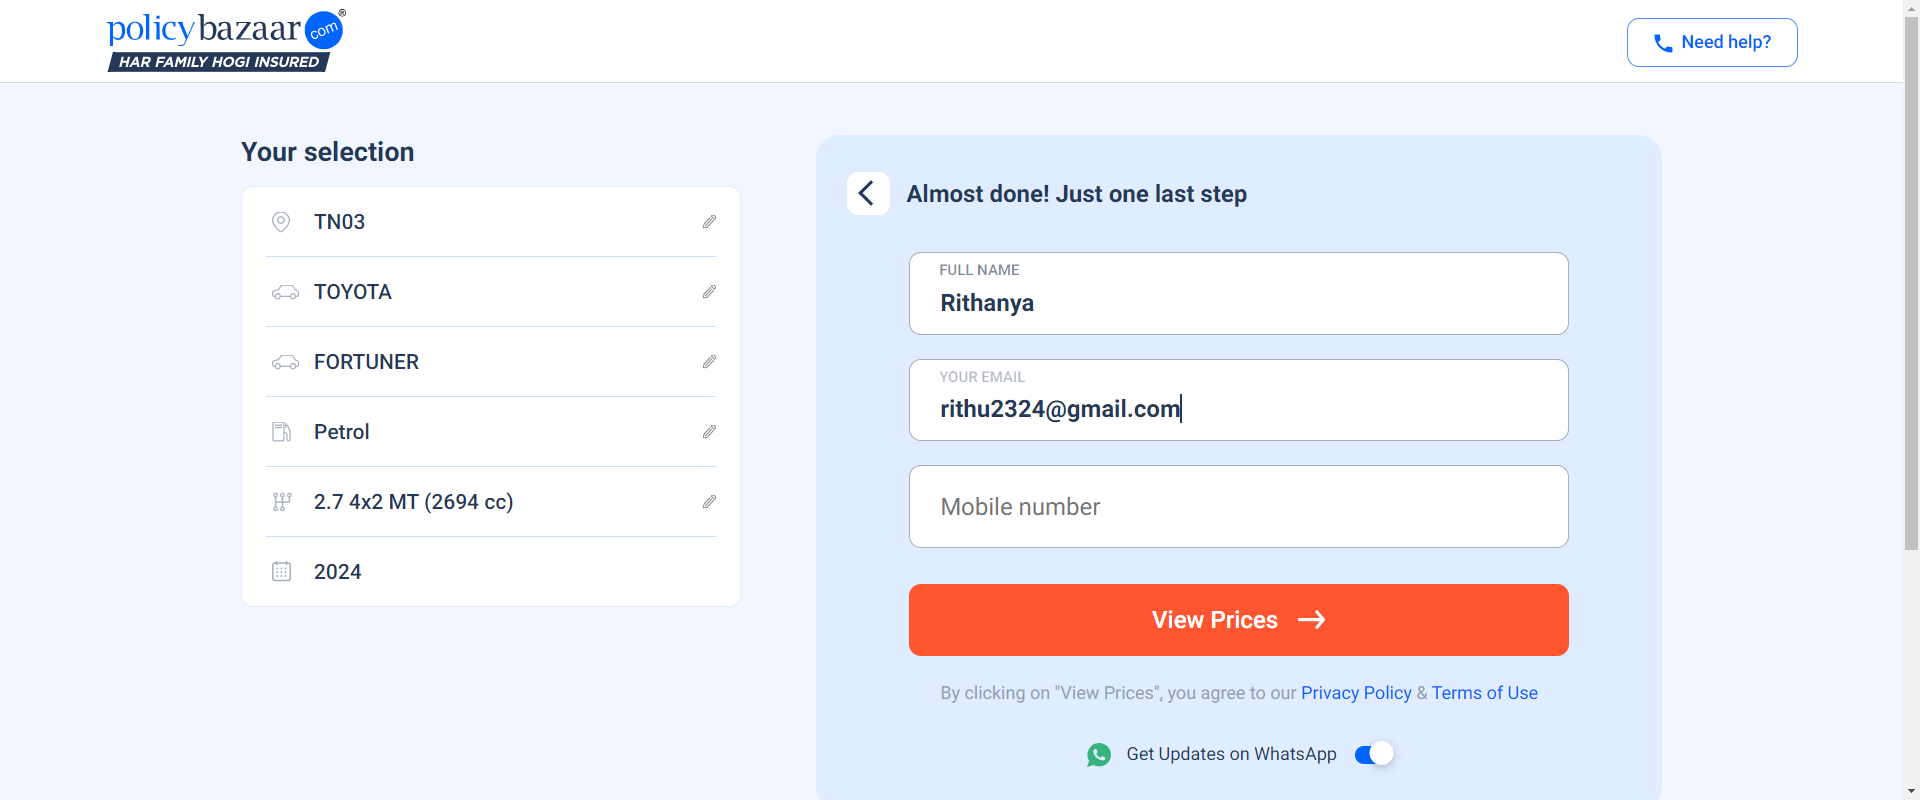 policybazaar.com®
HAR FAMILY HOGI INSURED
Need help?
Your selection
TN03
TOYOTA
FORTUNER
Petrol
2.7 4x2 MT (2694 cc)
2024
Almost done! Just one last step
FULL NAME
Rithanya
YOUR EMAIL
rithu2324@gmail.com
Mobile number
View Prices
By clicking on "View Prices", you agree to our Privacy Policy & Terms of Use
Get Updates on WhatsApp